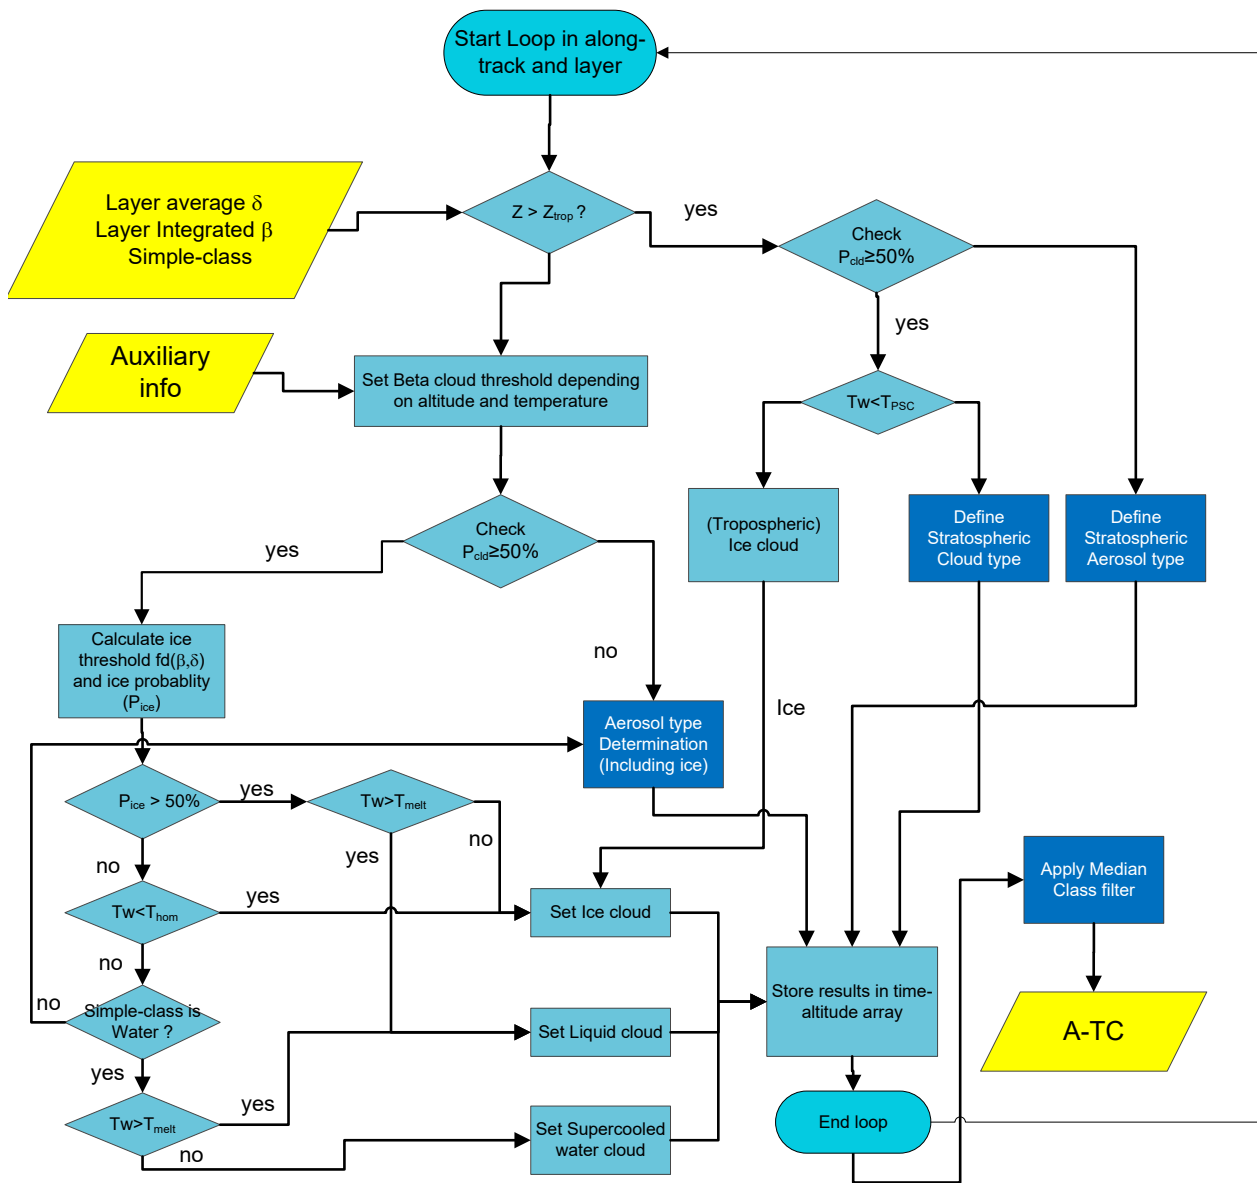 Start Loop in along-
track and layer
Layer average δ
Layer Integrated β
Simple-class
Z > Ztrop ?
yes
Check
Pcld≥50%
yes
Auxiliary
info
Set Beta cloud threshold depending
on altitude and temperature
Tw<TPSC
(Tropospheric)
Ice cloud
Define
Stratospheric
Cloud type
Define
Stratospheric
Aerosol type
Check
Pcld≥50%
yes
no
Calculate ice
threshold fd(β,δ)
and ice probablity
(Pice)
Ice
Aerosol type
Determination
(Including ice)
Pice > 50%
yes
Tw>Tmelt
no
yes
no
Tw<Thom
yes
Set Ice cloud
Apply Median
Class filter
no
no
Simple-class is
Water ?
Set Liquid cloud
Store results in time-
altitude array
A-TC
yes
Tw>Tmelt
yes
no
Set Supercooled
water cloud
End loop